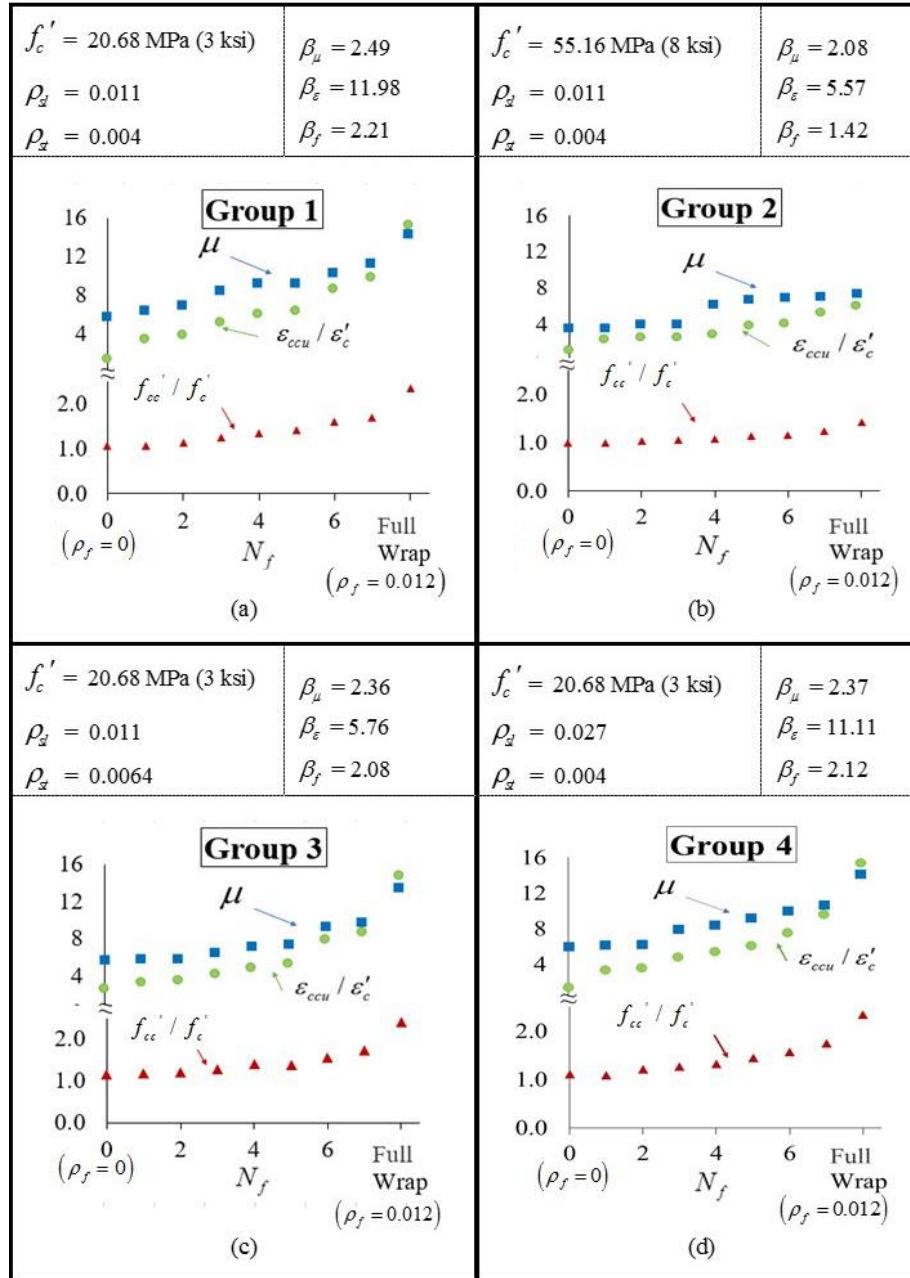 f_c' = 20.68 MPa (3 ksi)
ρ_sl = 0.011
ρ_st = 0.004
β_μ = 2.49
β_ε = 11.98
β_f = 2.21
Group 1
16
12
8
4
2.0
1.0
0.0
μ
ε_ccu / ε'_c
f_cc' / f_c'
0 2 4 6 Full
Wrap
(ρ_f = 0)
N_f
(ρ_f = 0.012)
(a)
f_c' = 55.16 MPa (8 ksi)
ρ_sl = 0.011
ρ_st = 0.004
β_μ = 2.08
β_ε = 5.57
β_f = 1.42
Group 2
16
12
8
4
2.0
1.0
0.0
μ
ε_ccu / ε'_c
f_cc' / f_c'
0 2 4 6 Full
Wrap
(ρ_f = 0)
N_f
(ρ_f = 0.012)
(b)
f_c' = 20.68 MPa (3 ksi)
ρ_sl = 0.011
ρ_st = 0.0064
β_μ = 2.36
β_ε = 5.76
β_f = 2.08
Group 3
16
12
8
4
2.0
1.0
0.0
μ
ε_ccu / ε'_c
f_cc' / f_c'
0 2 4 6 Full
Wrap
(ρ_f = 0)
N_f
(ρ_f = 0.012)
(c)
f_c' = 20.68 MPa (3 ksi)
ρ_sl = 0.027
ρ_st = 0.004
β_μ = 2.37
β_ε = 11.11
β_f = 2.12
Group 4
16
12
8
4
2.0
1.0
0.0
μ
ε_ccu / ε'_c
f_cc' / f_c'
0 2 4 6 Full
Wrap
(ρ_f = 0)
N_f
(ρ_f = 0.012)
(d)